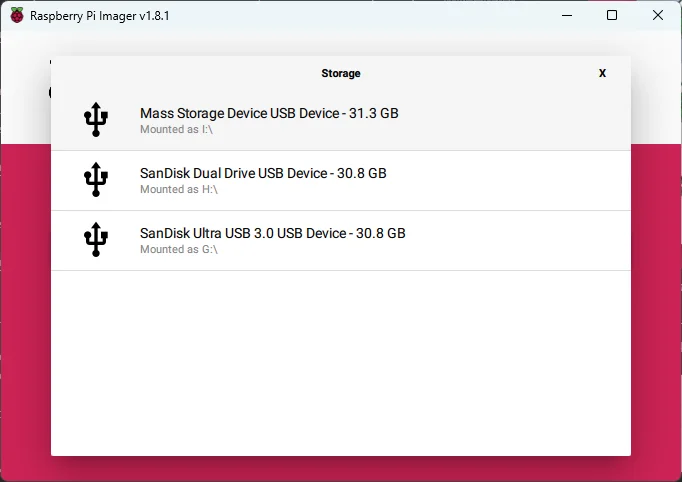 Raspberry Pi Imager v1.8.1
Storage X
Mass Storage Device USB Device - 31.3 GB
Mounted as I:\
SanDisk Dual Drive USB Device - 30.8 GB
Mounted as H:\
SanDisk Ultra USB 3.0 USB Device - 30.8 GB
Mounted as G:\